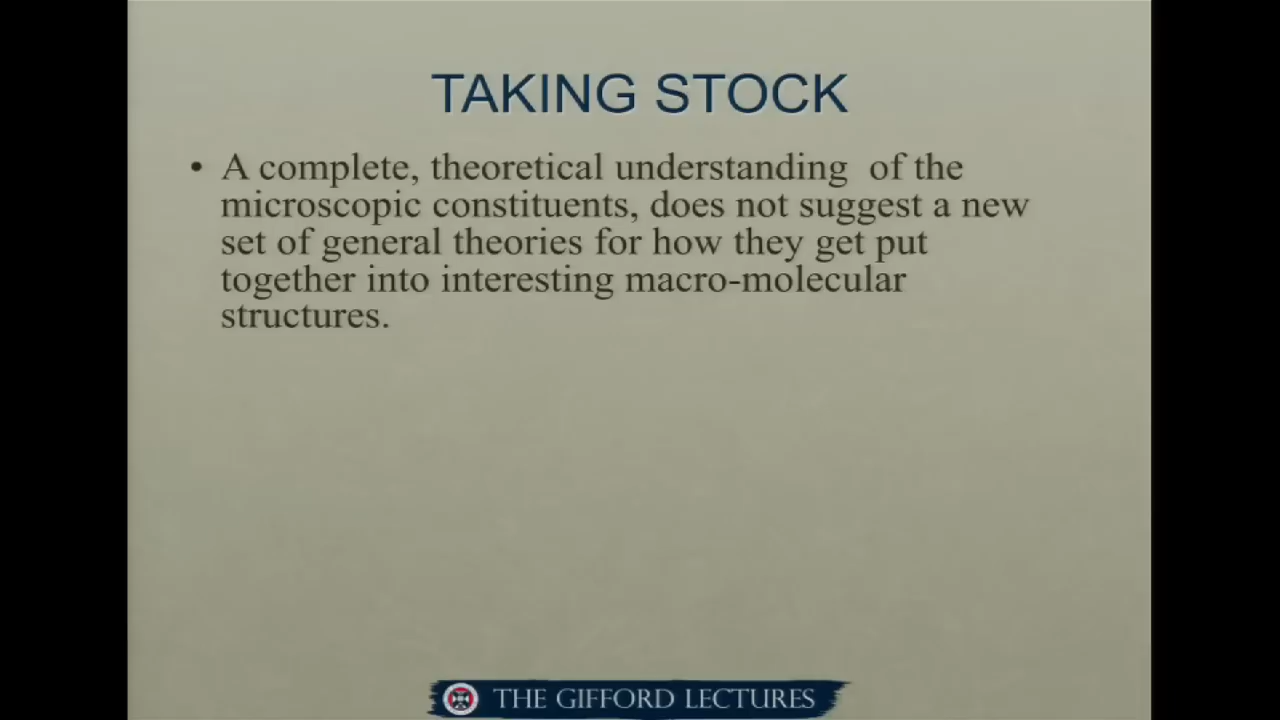 TAKING STOCK
• A complete, theoretical understanding  of the
microscopic constituents, does not suggest a new
set of general theories for how they get put
together into interesting macro-molecular
structures.
THE GIFFORD LECTURES